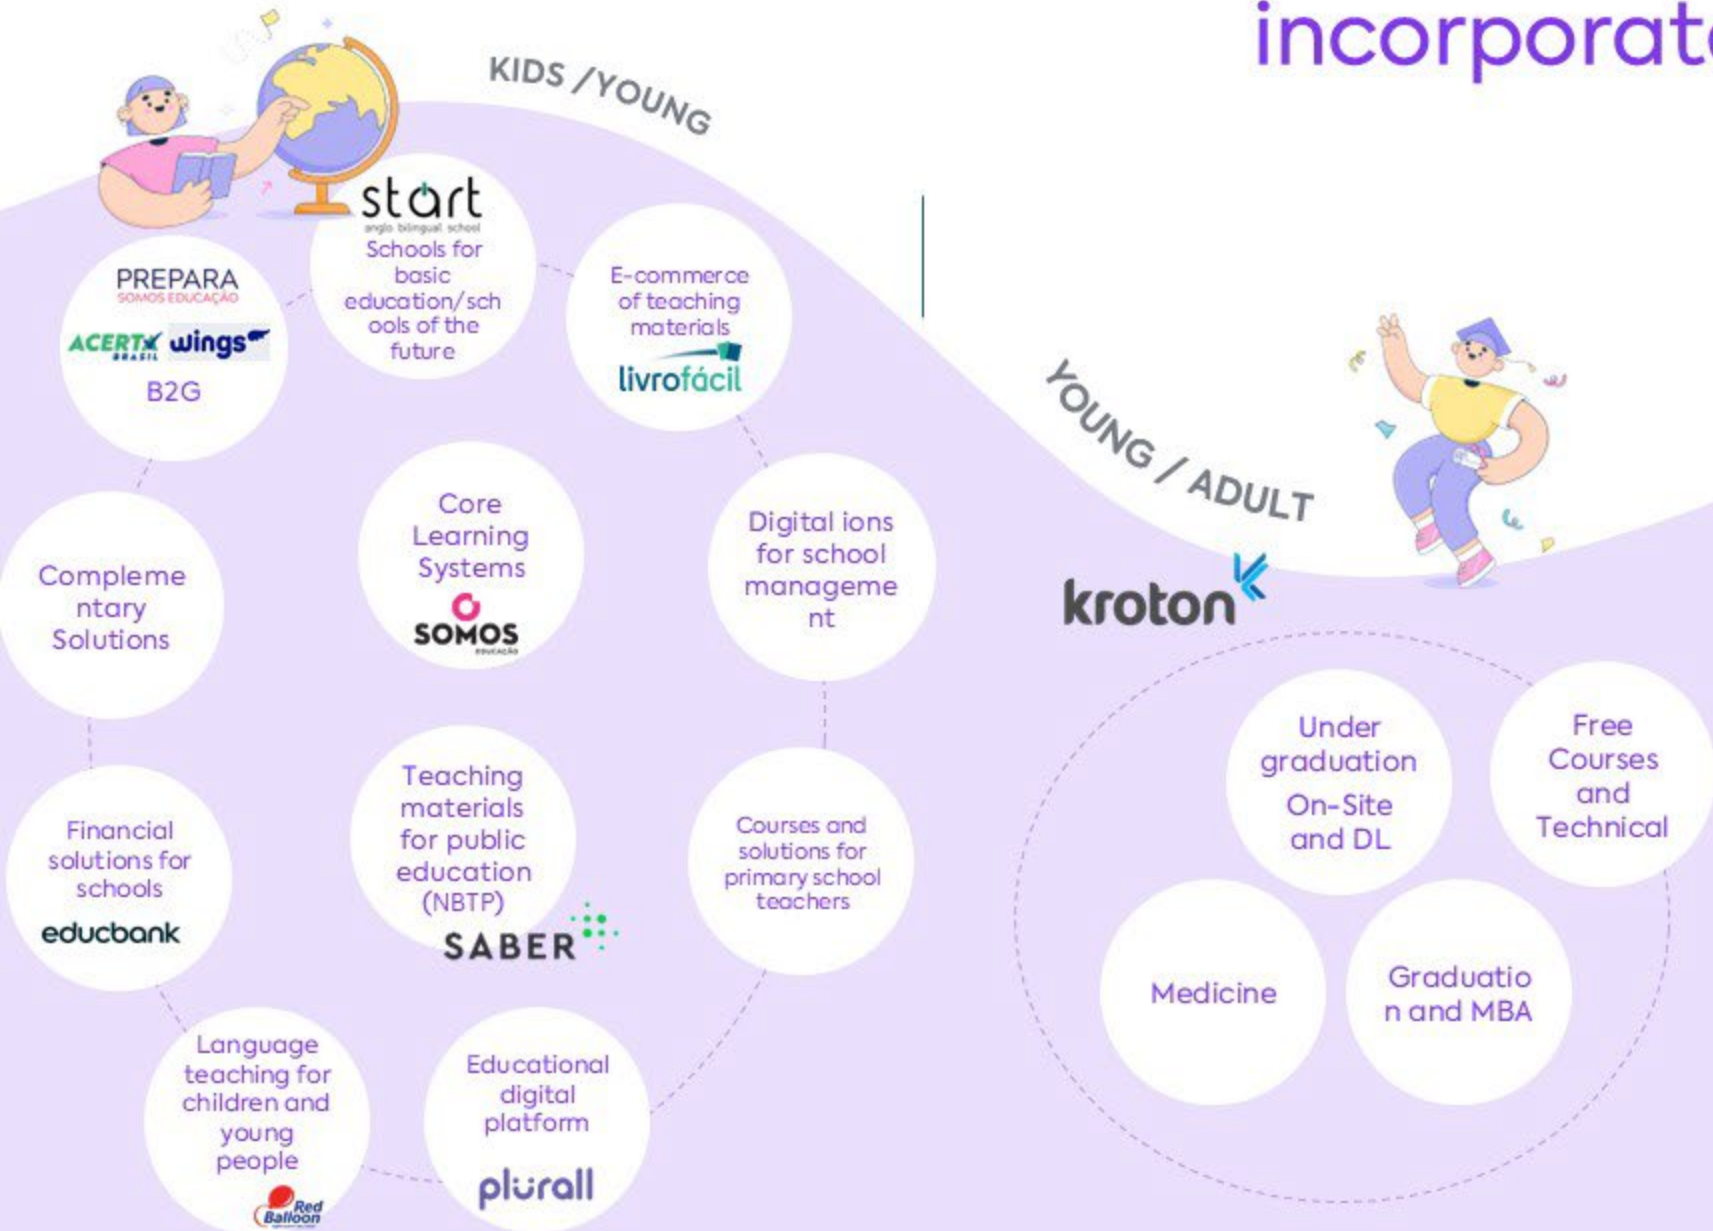 incorporat
KIDS /YOUNG
start
anglo bilingual school
Schools for
basic
education/sch
ools of the
future
PREPARA
SOMOS EDUCAÇÃO
ACERTA wings
BRASIL
B2G
E-commerce
of teaching
materials
livrofácil
YOUNG / ADULT
Core
Learning
Systems
SOMOS
EDUCAÇÃO
Digital ions
for school
manageme
nt
Compleme
ntary
Solutions
kroton
Teaching
materials
for public
education
(NBTP)
SABER
Courses and
solutions for
primary school
teachers
Financial
solutions for
schools
educbank
Under
graduation
On-Site
and DL
Free
Courses
and
Technical
Medicine
Graduatio
n and MBA
Language
teaching for
children and
young
people
Red
Balloon
Educational
digital
platform
plurall